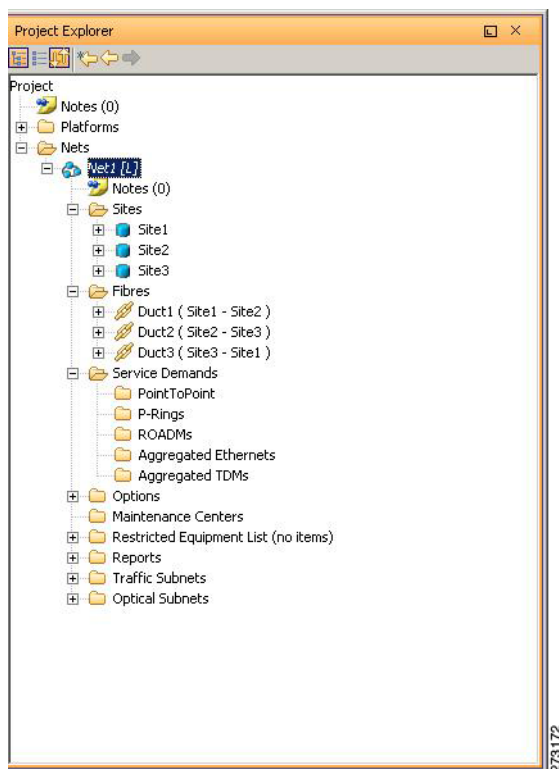 Project Explorer
Project
Notes (0)
Platforms
Nets
Net1 [L]
Notes (0)
Sites
Site1
Site2
Site3
Fibres
Duct1 ( Site1 - Site2 )
Duct2 ( Site2 - Site3 )
Duct3 ( Site3 - Site1 )
Service Demands
PointToPoint
P-Rings
ROADMs
Aggregated Ethernets
Aggregated TDMs
Options
Maintenance Centers
Restricted Equipment List (no items)
Reports
Traffic Subnets
Optical Subnets
273172